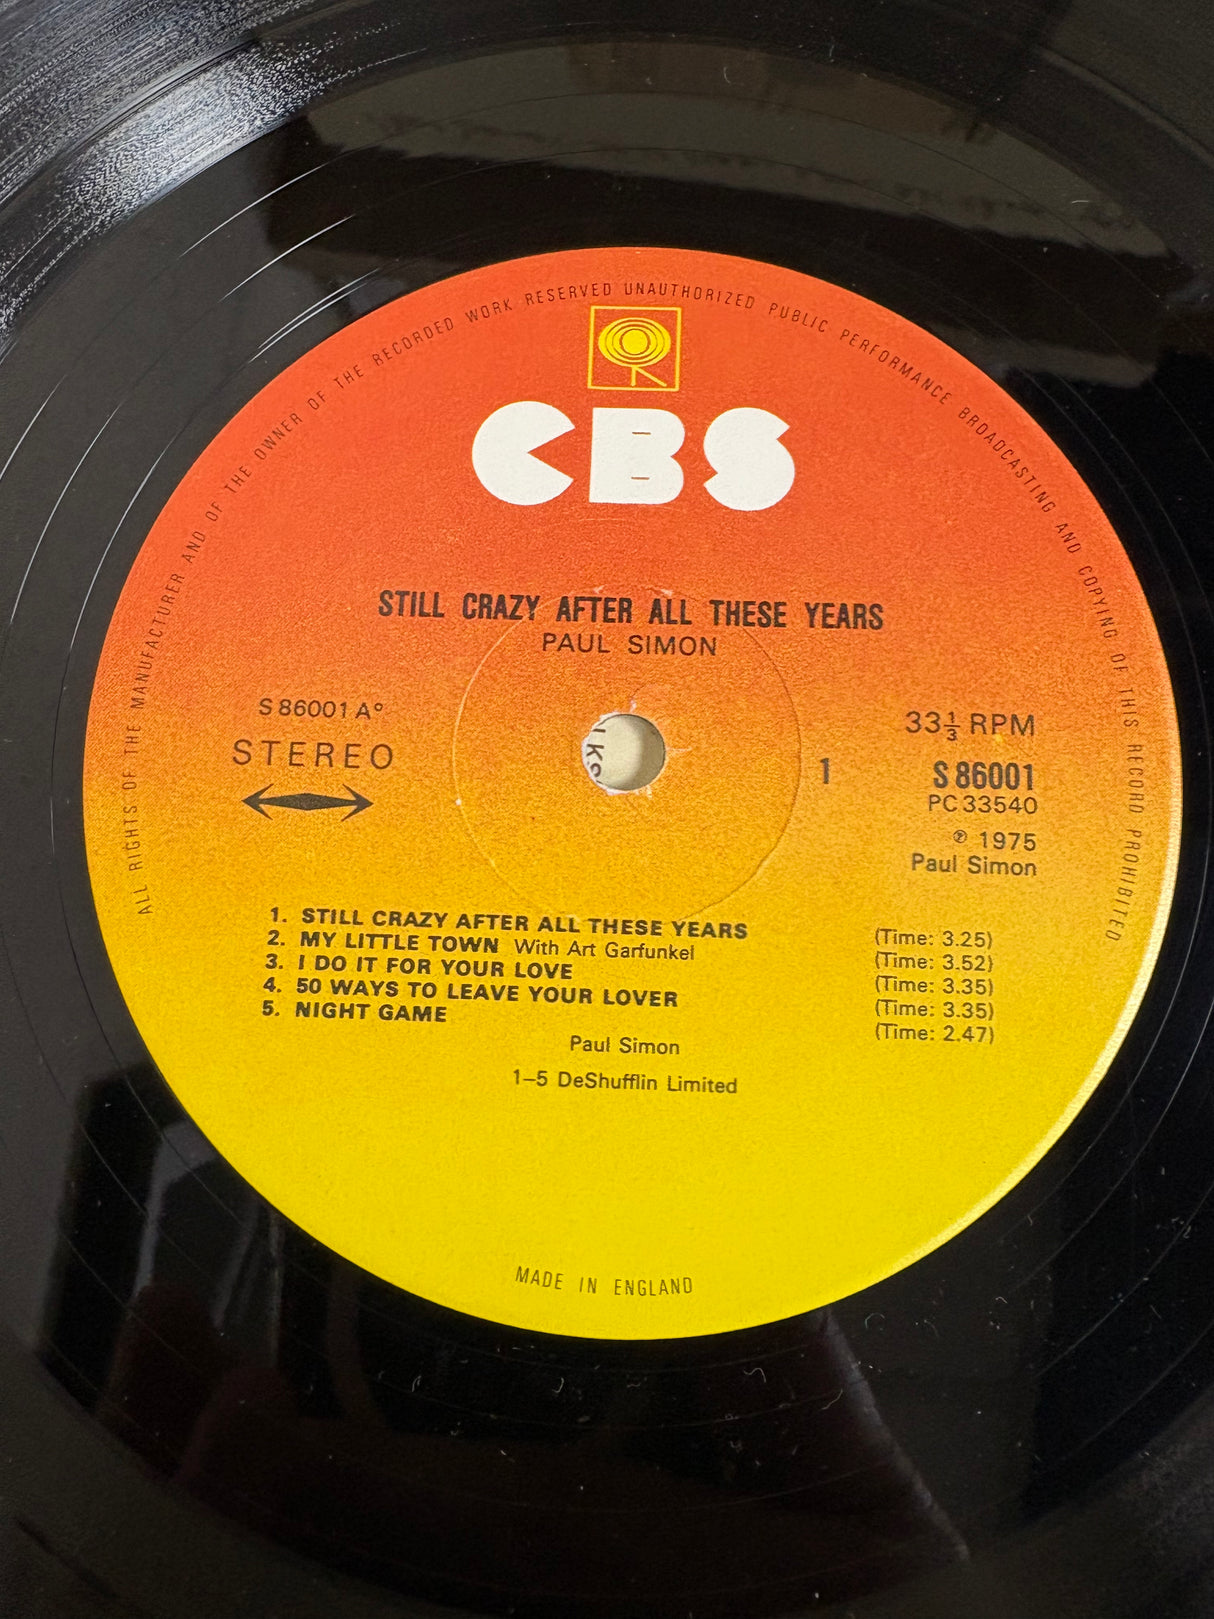 ALL RIGHTS OF THE MANUFACTURER AND OF THE OWNER OF THE RECORDED WORK RESERVED UNAUTHORIZED PUBLIC PERFORMANCE BROADCASTING AND COPYING OF THIS RECORD PROHIBITED
CBS
STILL CRAZY AFTER ALL THESE YEARS
PAUL SIMON
S 86001 A°
STEREO
1
33⅓ RPM
S 86001
PC 33540
℗ 1975
Paul Simon
1. STILL CRAZY AFTER ALL THESE YEARS (Time: 3.25)
2. MY LITTLE TOWN With Art Garfunkel (Time: 3.52)
3. I DO IT FOR YOUR LOVE (Time: 3.35)
4. 50 WAYS TO LEAVE YOUR LOVER (Time: 3.35)
5. NIGHT GAME (Time: 2.47)
Paul Simon
1–5 DeShufflin Limited
MADE IN ENGLAND